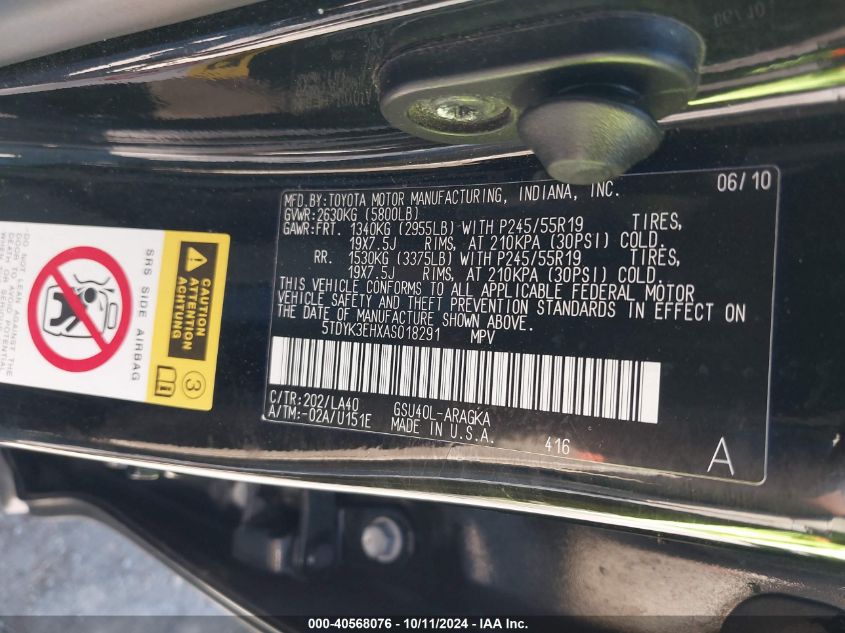 06/10
MFD.BY:TOYOTA MOTOR MANUFACTURING, INDIANA, INC.
GVWR:2630KG (5800LB)
GAWR:FRT. 1340KG (2955LB) WITH P245/55R19 TIRES,
19X7.5J RIMS, AT 210KPA (30PSI) COLD.
RR. 1530KG (3375LB) WITH P245/55R19 TIRES,
19X7.5J RIMS, AT 210KPA (30PSI) COLD.
THIS VEHICLE CONFORMS TO ALL APPLICABLE FEDERAL MOTOR
VEHICLE SAFETY AND THEFT PREVENTION STANDARDS IN EFFECT ON
THE DATE OF MANUFACTURE SHOWN ABOVE.
5TDYK3EHXAS018291 MPV
C/TR:202/LA40 GSU40L-ARAGKA
A/TM:-02A/U151E MADE IN U.S.A.
416
A
SRS SIDE AIRBAG
CAUTION
ATTENTION
ACHTUNG
3
000-40568076 - 10/11/2024 - IAA Inc.